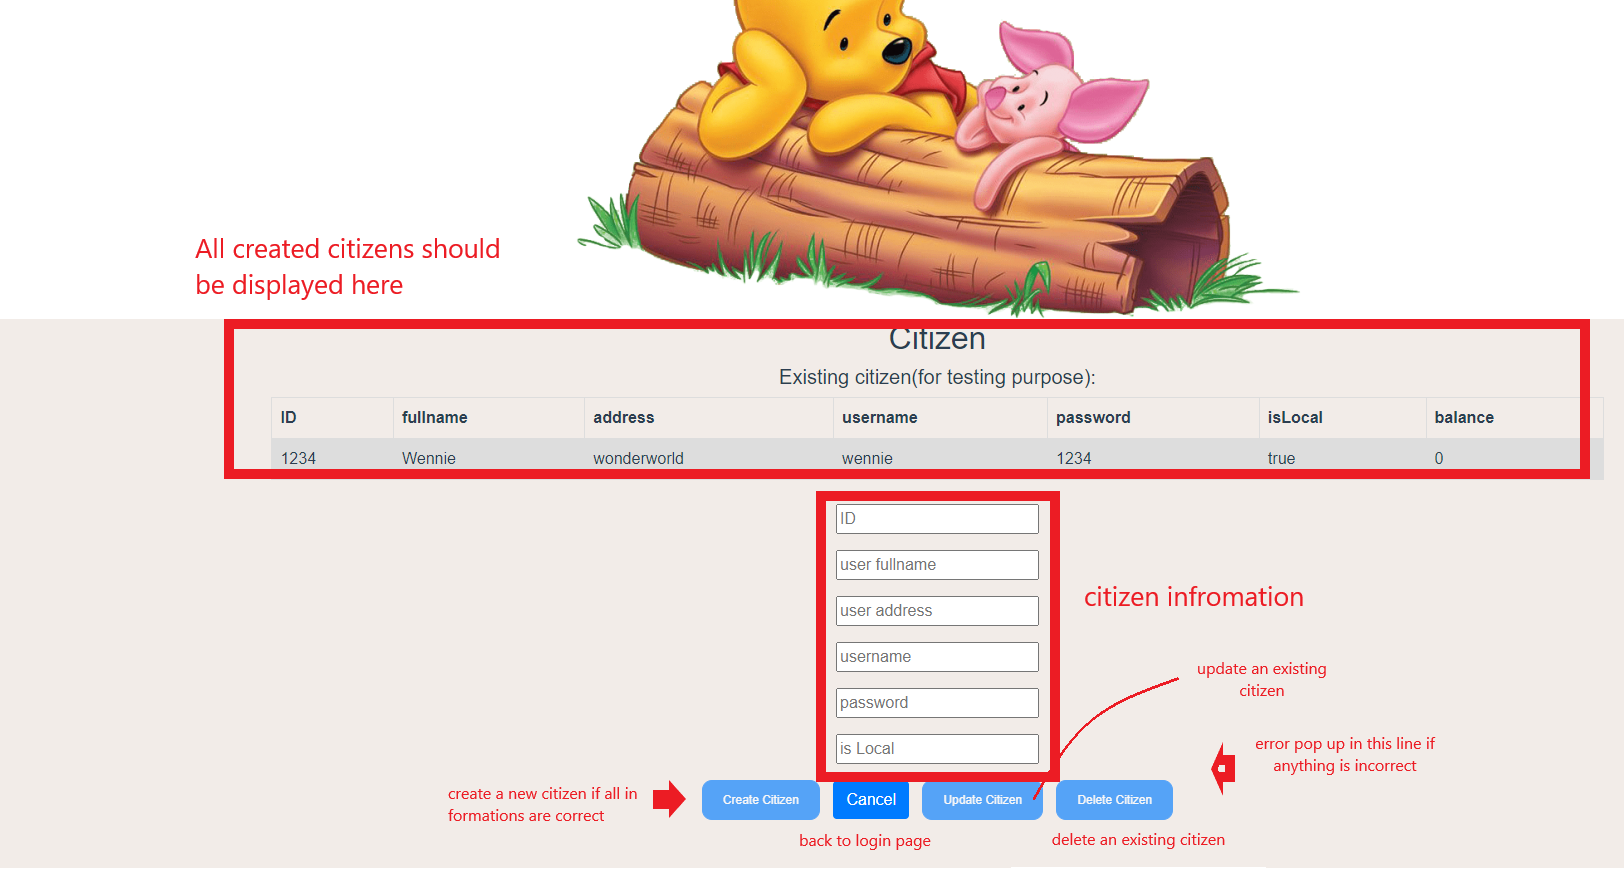 All created citizens should
be displayed here
Citizen
Existing citizen(for testing purpose):
ID fullname address username password isLocal balance
1234 Wennie wonderworld wennie 1234 true 0
ID
user fullname
user address
username
password
is Local
citizen infromation
update an existing
citizen
error pop up in this line if
anything is incorrect
create a new citizen if all in
formations are correct
Create Citizen Cancel Update Citizen Delete Citizen
back to login page
delete an existing citizen